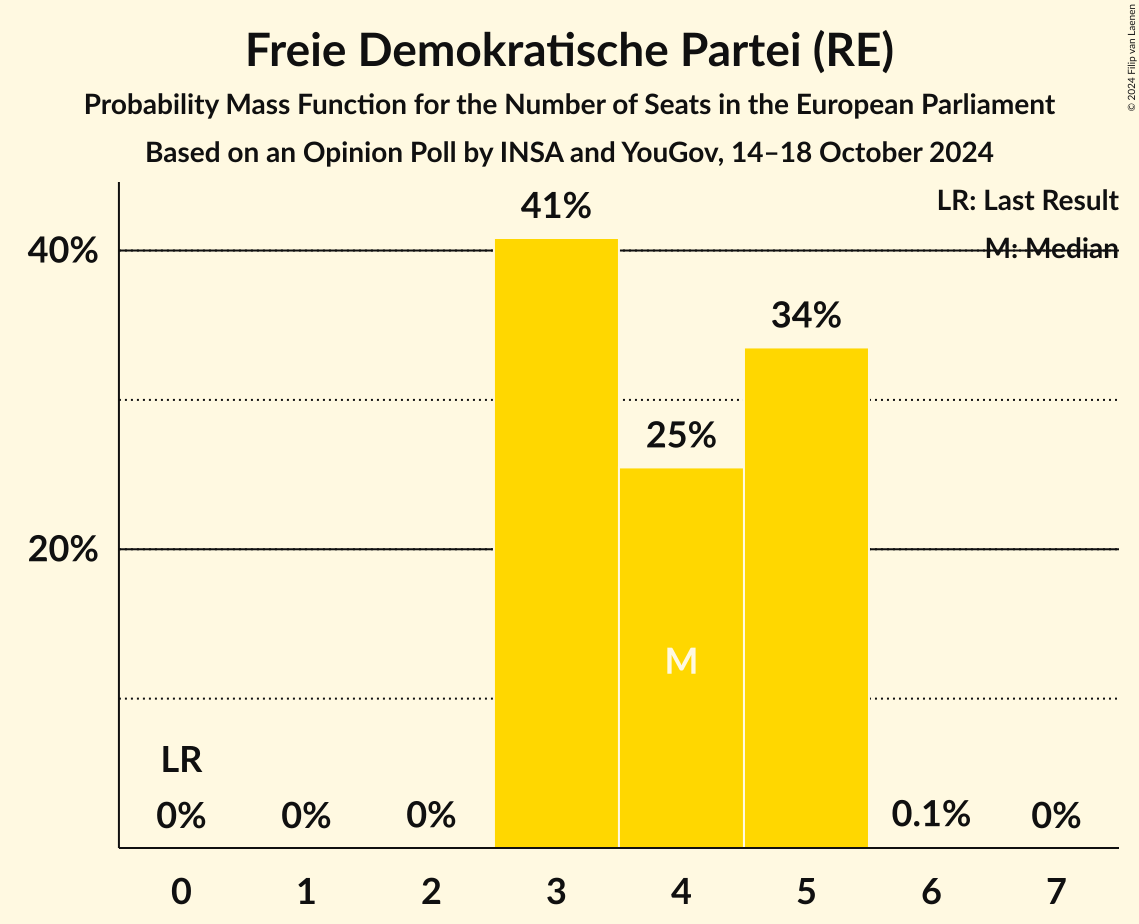 Freie Demokratische Partei (RE)
Probability Mass Function for the Number of Seats in the European Parliament
Based on an Opinion Poll by INSA and YouGov, 14–18 October 2024
© 2024 Filip van Laenen
LR: Last Result
M: Median
41%
40%
34%
25%
20%
M
LR
0% 0% 0% 0.1% 0%
0 1 2 3 4 5 6 7